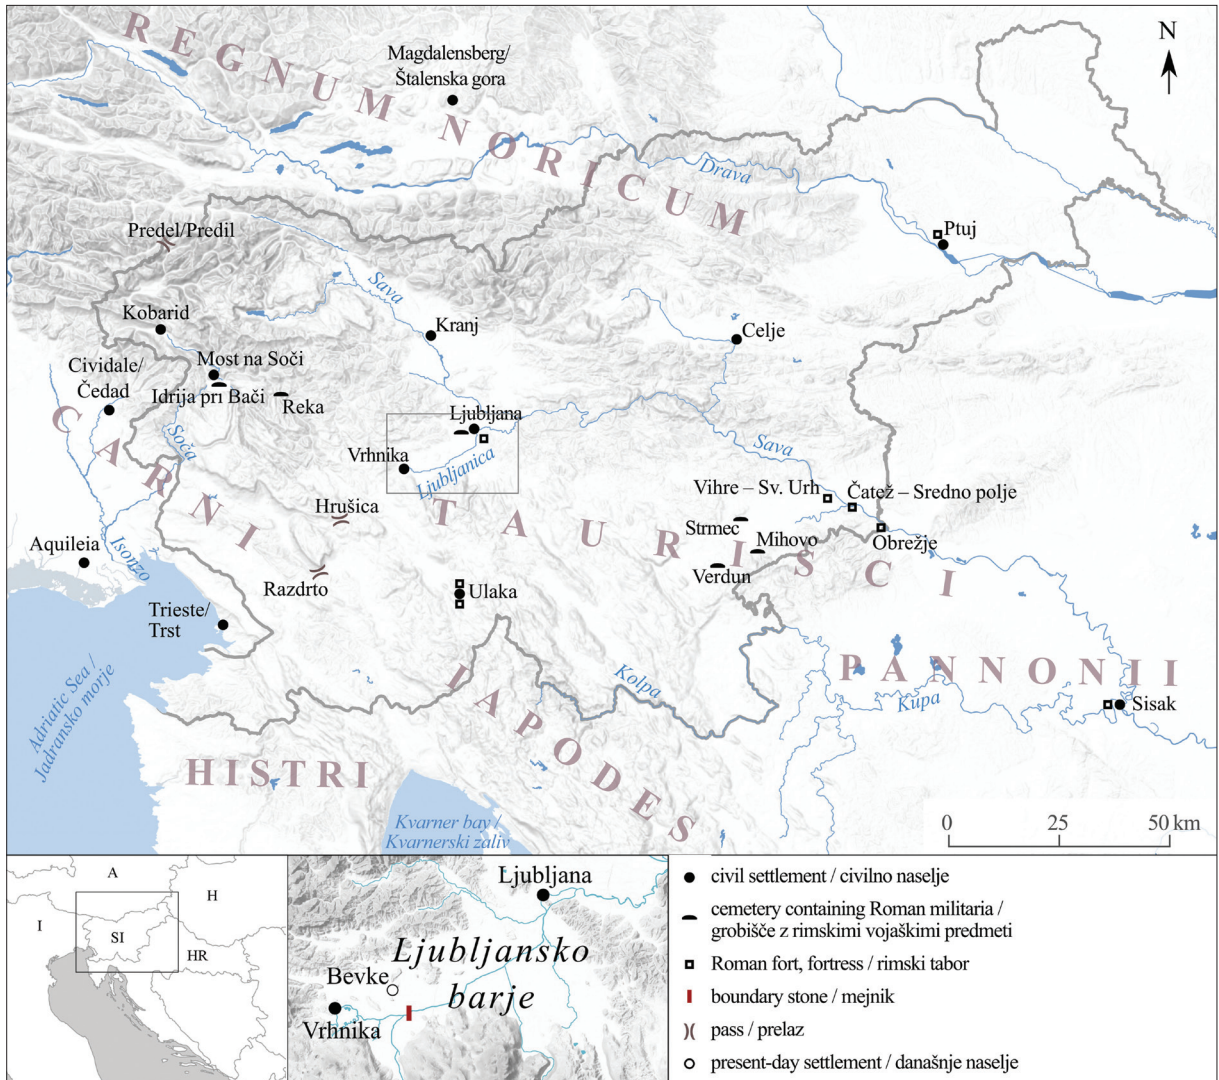 REGNUM NORICUM
N
Magdalensberg/
Štalenska gora
Drava
Ptuj
Predel/Predil
Sava
Kobarid
Kranj
Celje
Most na Soči
Cividale/
Čedad
Idrija pri Bači
Reka
Ljubljana
CARNI
Soča
Vrhnika
Ljubljanica
Sava
TAURISCI
Vihre – Sv. Urh
Čatež – Sredno polje
Hrušica
Strmec
Mihovo
Obrežje
Aquileia
Isonzo
Verdun
Razdrto
Ulaka
Trieste/
Trst
PANNONII
IAPODES
Kolpa
Kupa
Sisak
Adriatic Sea /
Jadransko morje
HISTRI
Kvarner bay /
Kvarnerski zaliv
0 25 50 km
A
H
I
SI
HR
Ljubljana
Ljubljansko
barje
Bevke
Vrhnika
civil settlement / civilno naselje
cemetery containing Roman militaria /
grobišče z rimskimi vojaškimi predmeti
Roman fort, fortress / rimski tabor
boundary stone / mejnik
pass / prelaz
present-day settlement / današnje naselje